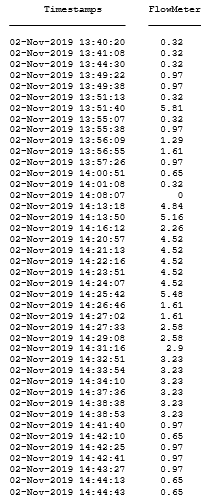 Timestamps FlowMeter
02-Nov-2019 13:40:20 0.32
02-Nov-2019 13:41:08 0.32
02-Nov-2019 13:44:30 0.32
02-Nov-2019 13:49:22 0.97
02-Nov-2019 13:49:38 0.97
02-Nov-2019 13:51:13 0.32
02-Nov-2019 13:51:40 5.81
02-Nov-2019 13:55:07 0.32
02-Nov-2019 13:55:38 0.97
02-Nov-2019 13:56:09 1.29
02-Nov-2019 13:56:55 1.61
02-Nov-2019 13:57:26 0.97
02-Nov-2019 14:00:51 0.65
02-Nov-2019 14:01:08 0.32
02-Nov-2019 14:08:07 0
02-Nov-2019 14:13:18 4.84
02-Nov-2019 14:13:50 5.16
02-Nov-2019 14:16:12 2.26
02-Nov-2019 14:20:57 4.52
02-Nov-2019 14:21:13 4.52
02-Nov-2019 14:22:16 4.52
02-Nov-2019 14:23:51 4.52
02-Nov-2019 14:24:07 4.52
02-Nov-2019 14:25:42 5.48
02-Nov-2019 14:26:46 1.61
02-Nov-2019 14:27:02 1.61
02-Nov-2019 14:27:33 2.58
02-Nov-2019 14:29:08 2.58
02-Nov-2019 14:31:16 2.9
02-Nov-2019 14:32:51 3.23
02-Nov-2019 14:33:54 3.23
02-Nov-2019 14:34:10 3.23
02-Nov-2019 14:37:36 3.23
02-Nov-2019 14:38:38 3.23
02-Nov-2019 14:38:53 3.23
02-Nov-2019 14:41:40 0.97
02-Nov-2019 14:42:10 0.65
02-Nov-2019 14:42:25 0.97
02-Nov-2019 14:42:41 0.97
02-Nov-2019 14:43:27 0.97
02-Nov-2019 14:44:13 0.65
02-Nov-2019 14:44:43 0.65